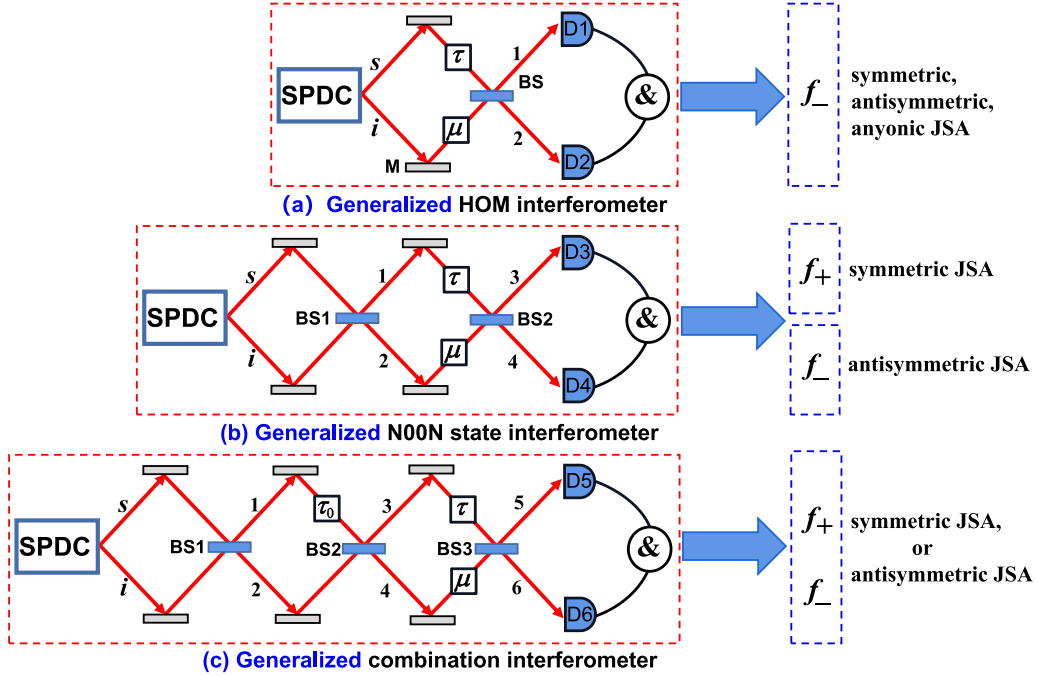 SPDC
s
i
τ
μ
M
BS
1
2
D1
D2
&
f₋
symmetric,
antisymmetric,
anyonic JSA
(a) Generalized HOM interferometer
SPDC
s
i
BS1
1
2
τ
μ
BS2
3
4
D3
D4
&
f₊
symmetric JSA
f₋
antisymmetric JSA
(b) Generalized N00N state interferometer
SPDC
s
i
BS1
1
2
τ₀
BS2
3
4
τ
μ
BS3
5
6
D5
D6
&
f₊
f₋
symmetric JSA,
or
antisymmetric JSA
(c) Generalized combination interferometer